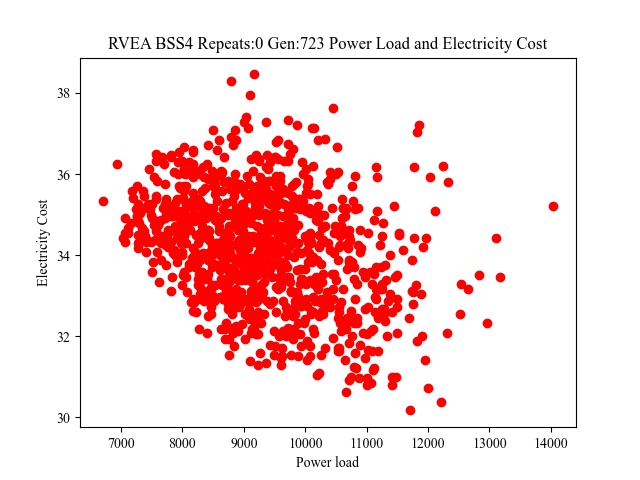 RVEA BSS4 Repeats:0 Gen:723 Power Load and Electricity Cost
38
36
34
32
30
Electricity Cost
7000 8000 9000 10000 11000 12000 13000 14000
Power load